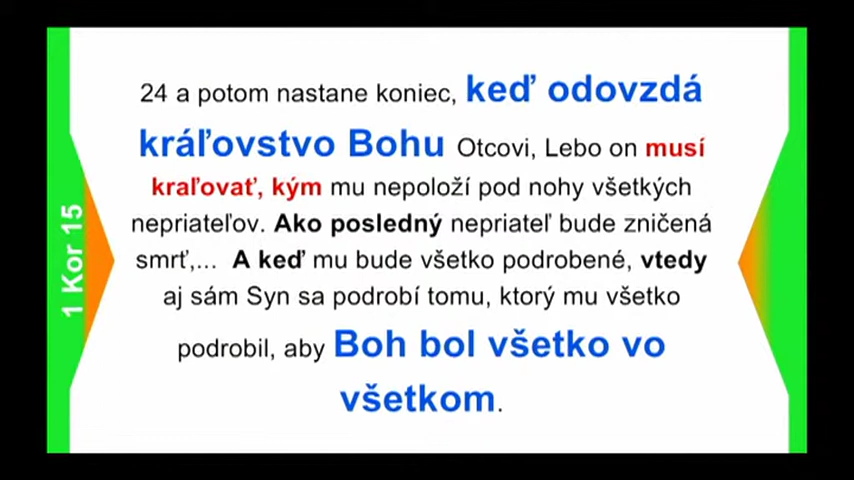 1 Kor 15
24 a potom nastane koniec, keď odovzdá
kráľovstvo Bohu Otcovi, Lebo on musí
kraľovať, kým mu nepoloží pod nohy všetkých
nepriateľov. Ako posledný nepriateľ bude zničená
smrť,... A keď mu bude všetko podrobené, vtedy
aj sám Syn sa podrobí tomu, ktorý mu všetko
podrobil, aby Boh bol všetko vo
všetkom.